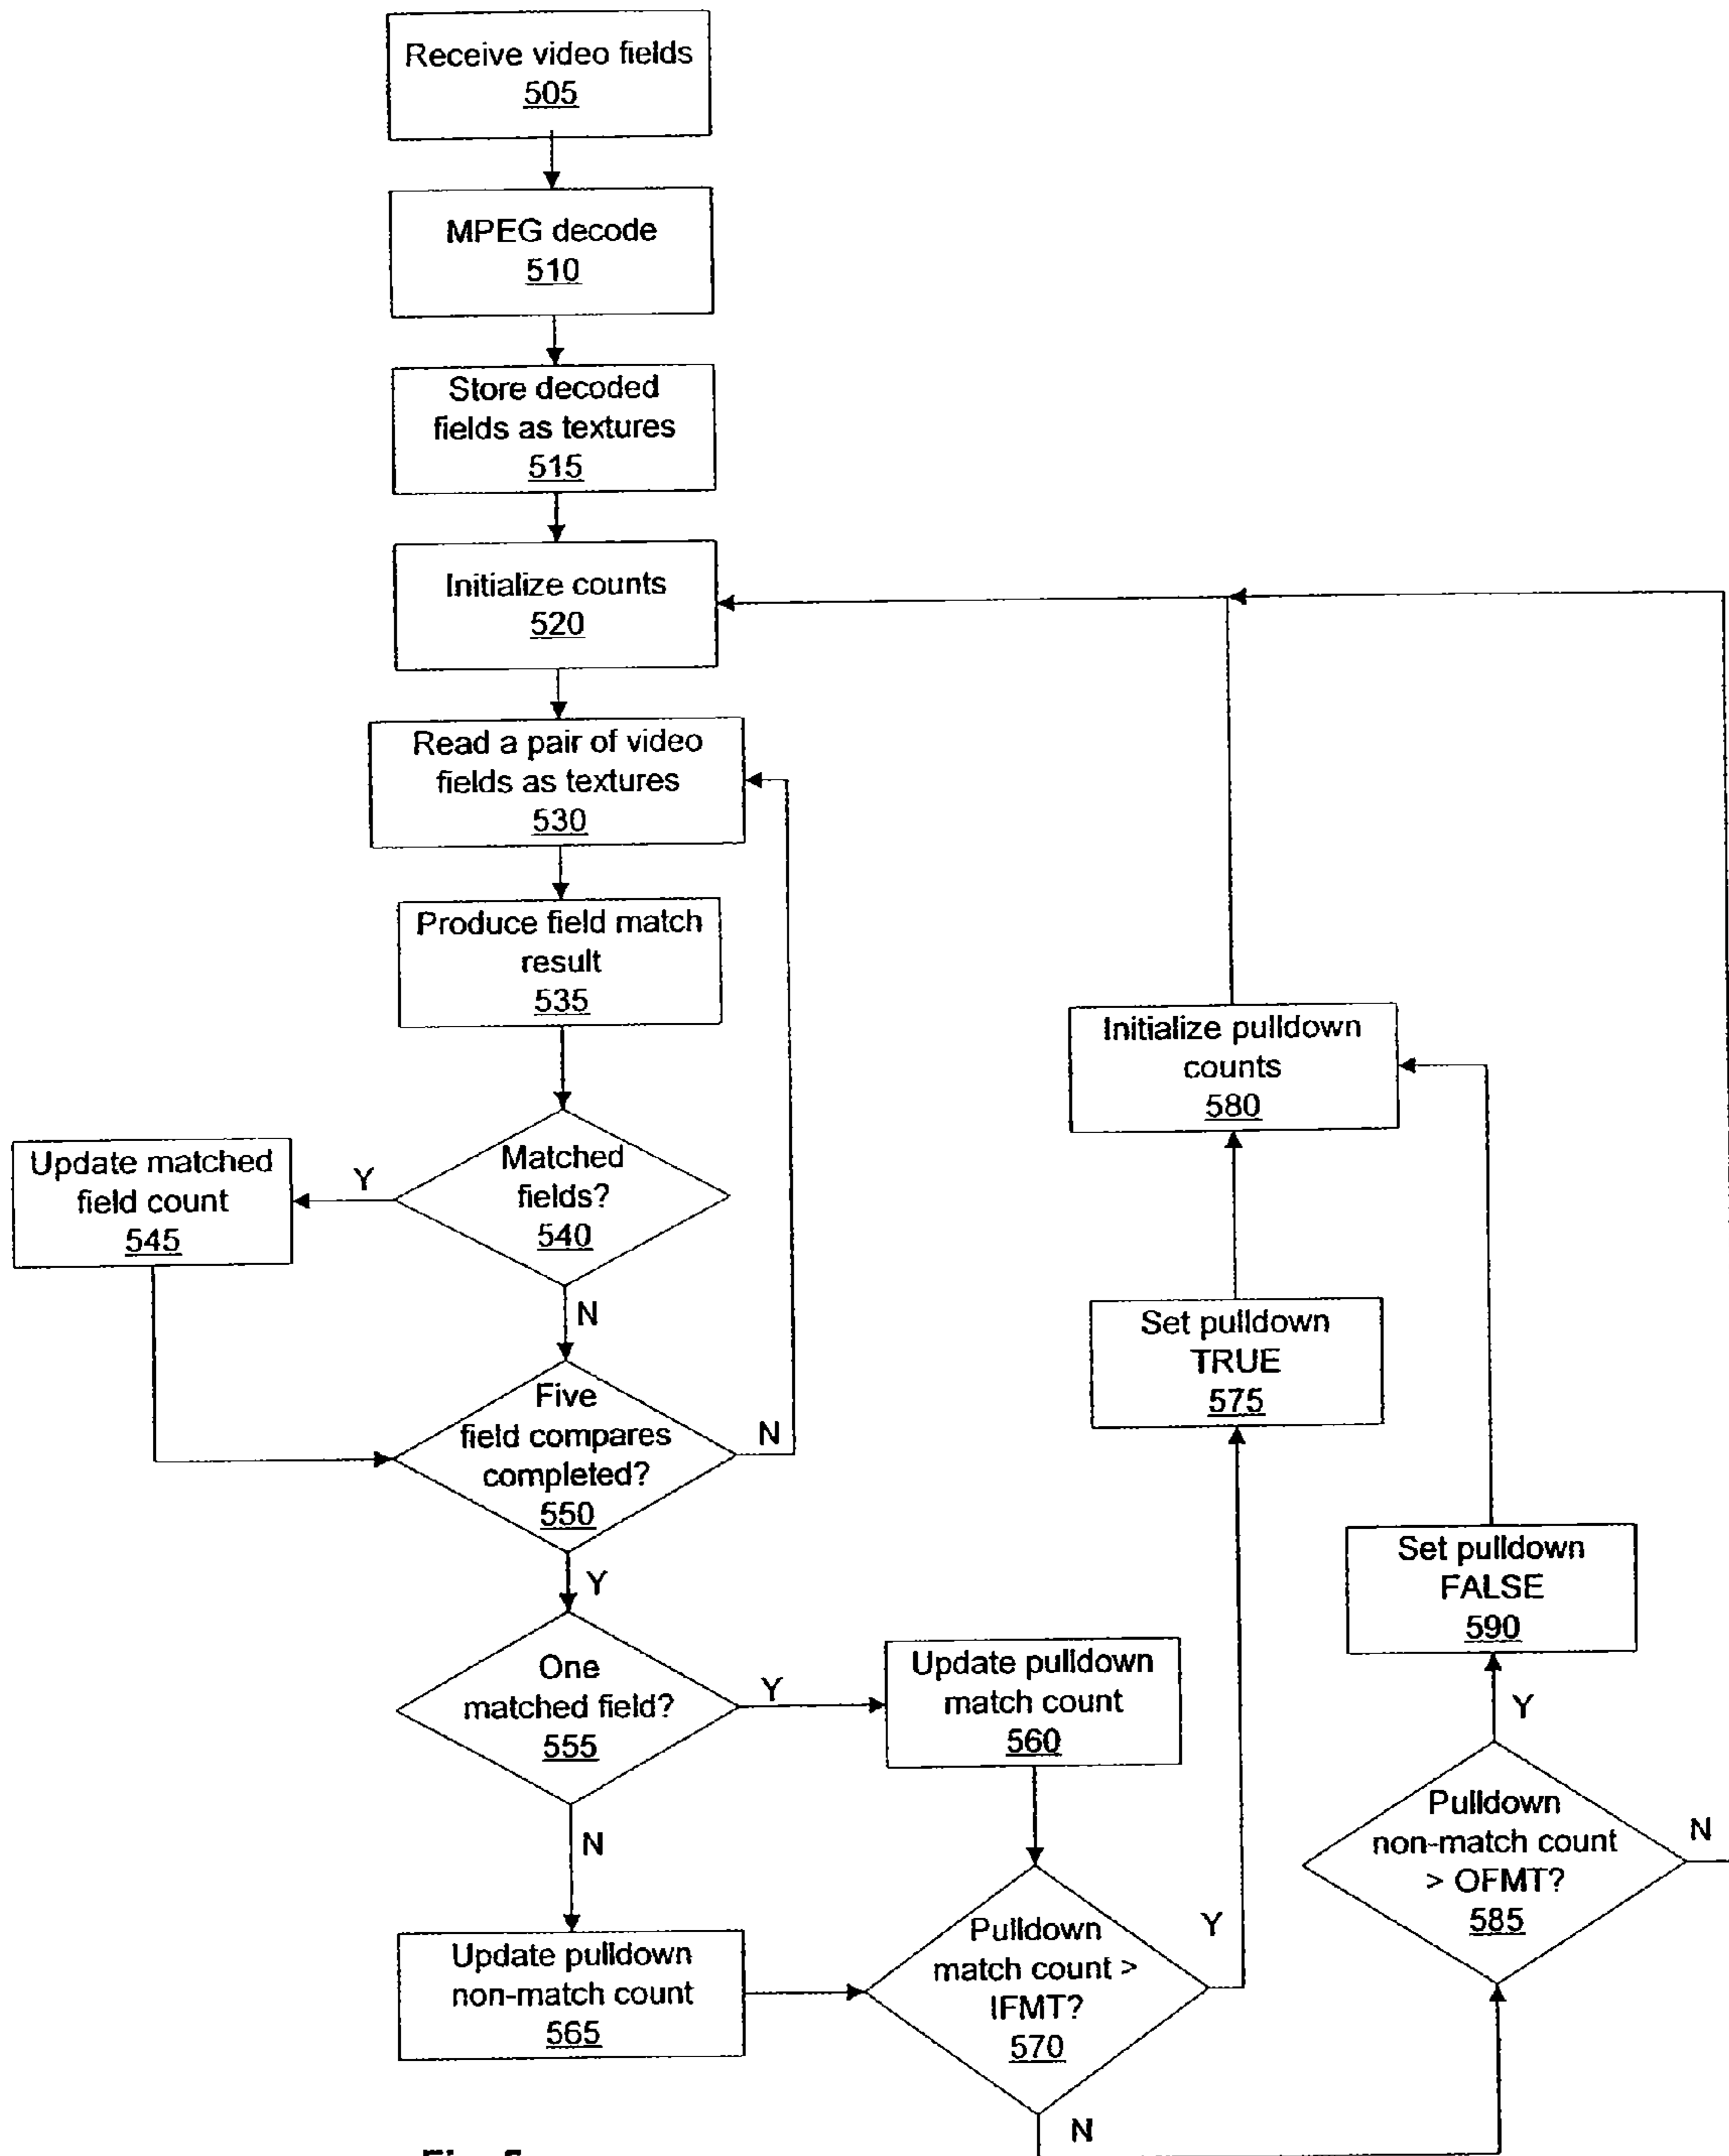 Receive video fields
505
MPEG decode
510
Store decoded
fields as textures
515
Initialize counts
520
Read a pair of video
fields as textures
530
Produce field match
result
535
Matched
fields?
540
Y
N
Update matched
field count
545
Five
field compares
completed?
550
N
Y
One
matched field?
555
Y
N
Update pulldown
match count
560
Update pulldown
non-match count
565
Pulldown
match count >
IFMT?
570
Y
N
Set pulldown
TRUE
575
Initialize pulldown
counts
580
Pulldown
non-match count
> OFMT?
585
Y
N
Set pulldown
FALSE
590